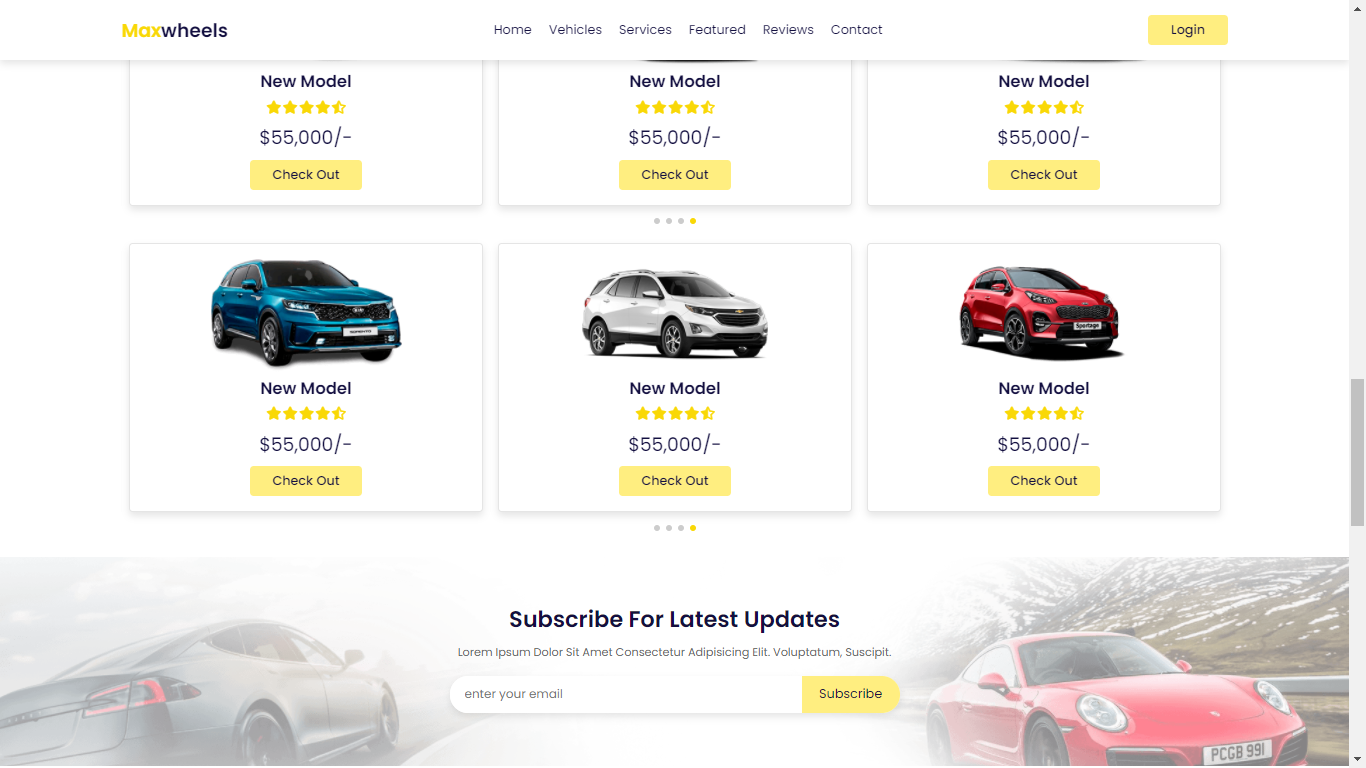 Maxwheels
Home Vehicles Services Featured Reviews Contact
Login
New Model New Model New Model
$55,000/- $55,000/- $55,000/-
Check Out Check Out Check Out
Sportage
New Model New Model New Model
$55,000/- $55,000/- $55,000/-
Check Out Check Out Check Out
Subscribe For Latest Updates
Lorem Ipsum Dolor Sit Amet Consectetur Adipisicing Elit. Voluptatum, Suscipit.
enter your email Subscribe
PCGB 991